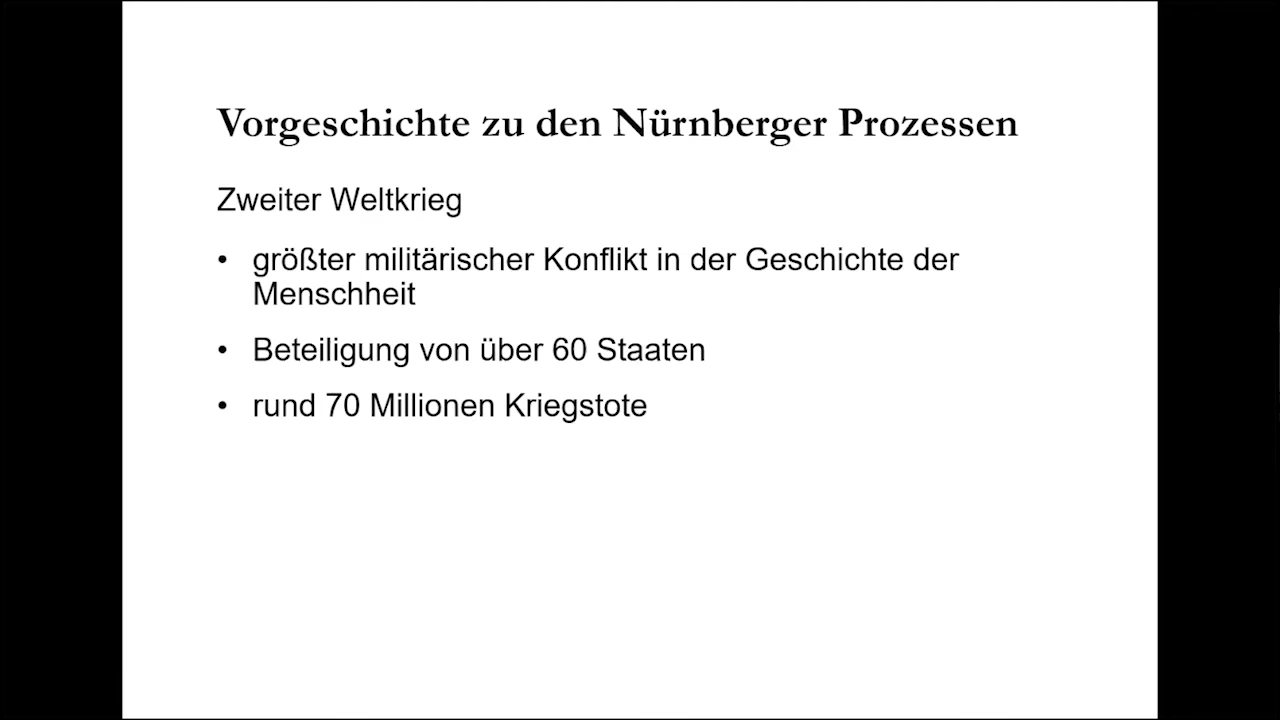 Vorgeschichte zu den Nürnberger Prozessen
Zweiter Weltkrieg
• größter militärischer Konflikt in der Geschichte der
Menschheit
• Beteiligung von über 60 Staaten
• rund 70 Millionen Kriegstote